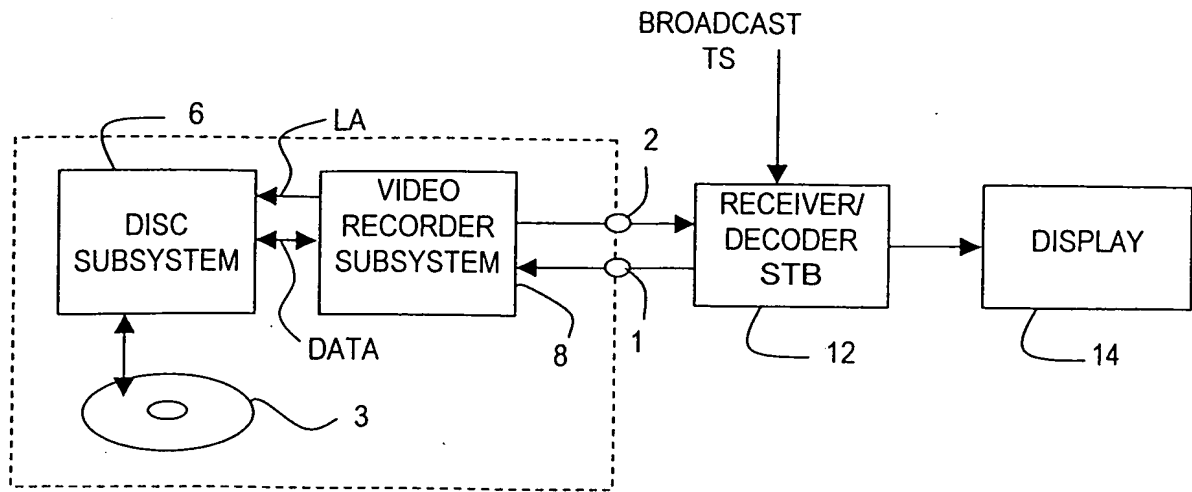 BROADCAST
TS
6
LA
2
DISC
SUBSYSTEM
VIDEO
RECORDER
SUBSYSTEM
RECEIVER/
DECODER
STB
DISPLAY
DATA
8
1
12
14
3